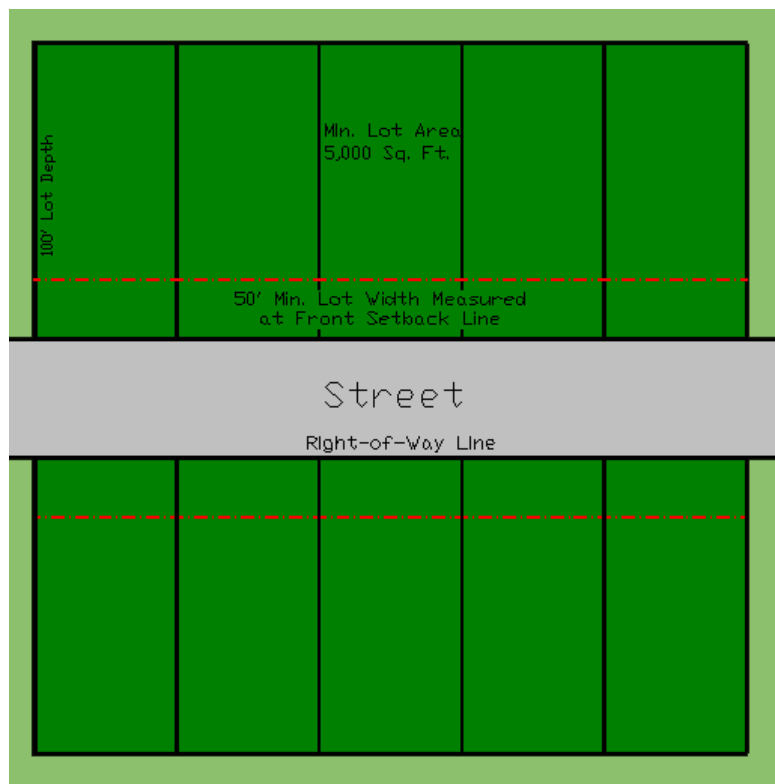 Min. Lot Area
5,000 Sq. Ft.
100' Lot Depth
50' Min. Lot Width Measured
at Front Setback Line
Street
Right-of-Way Line